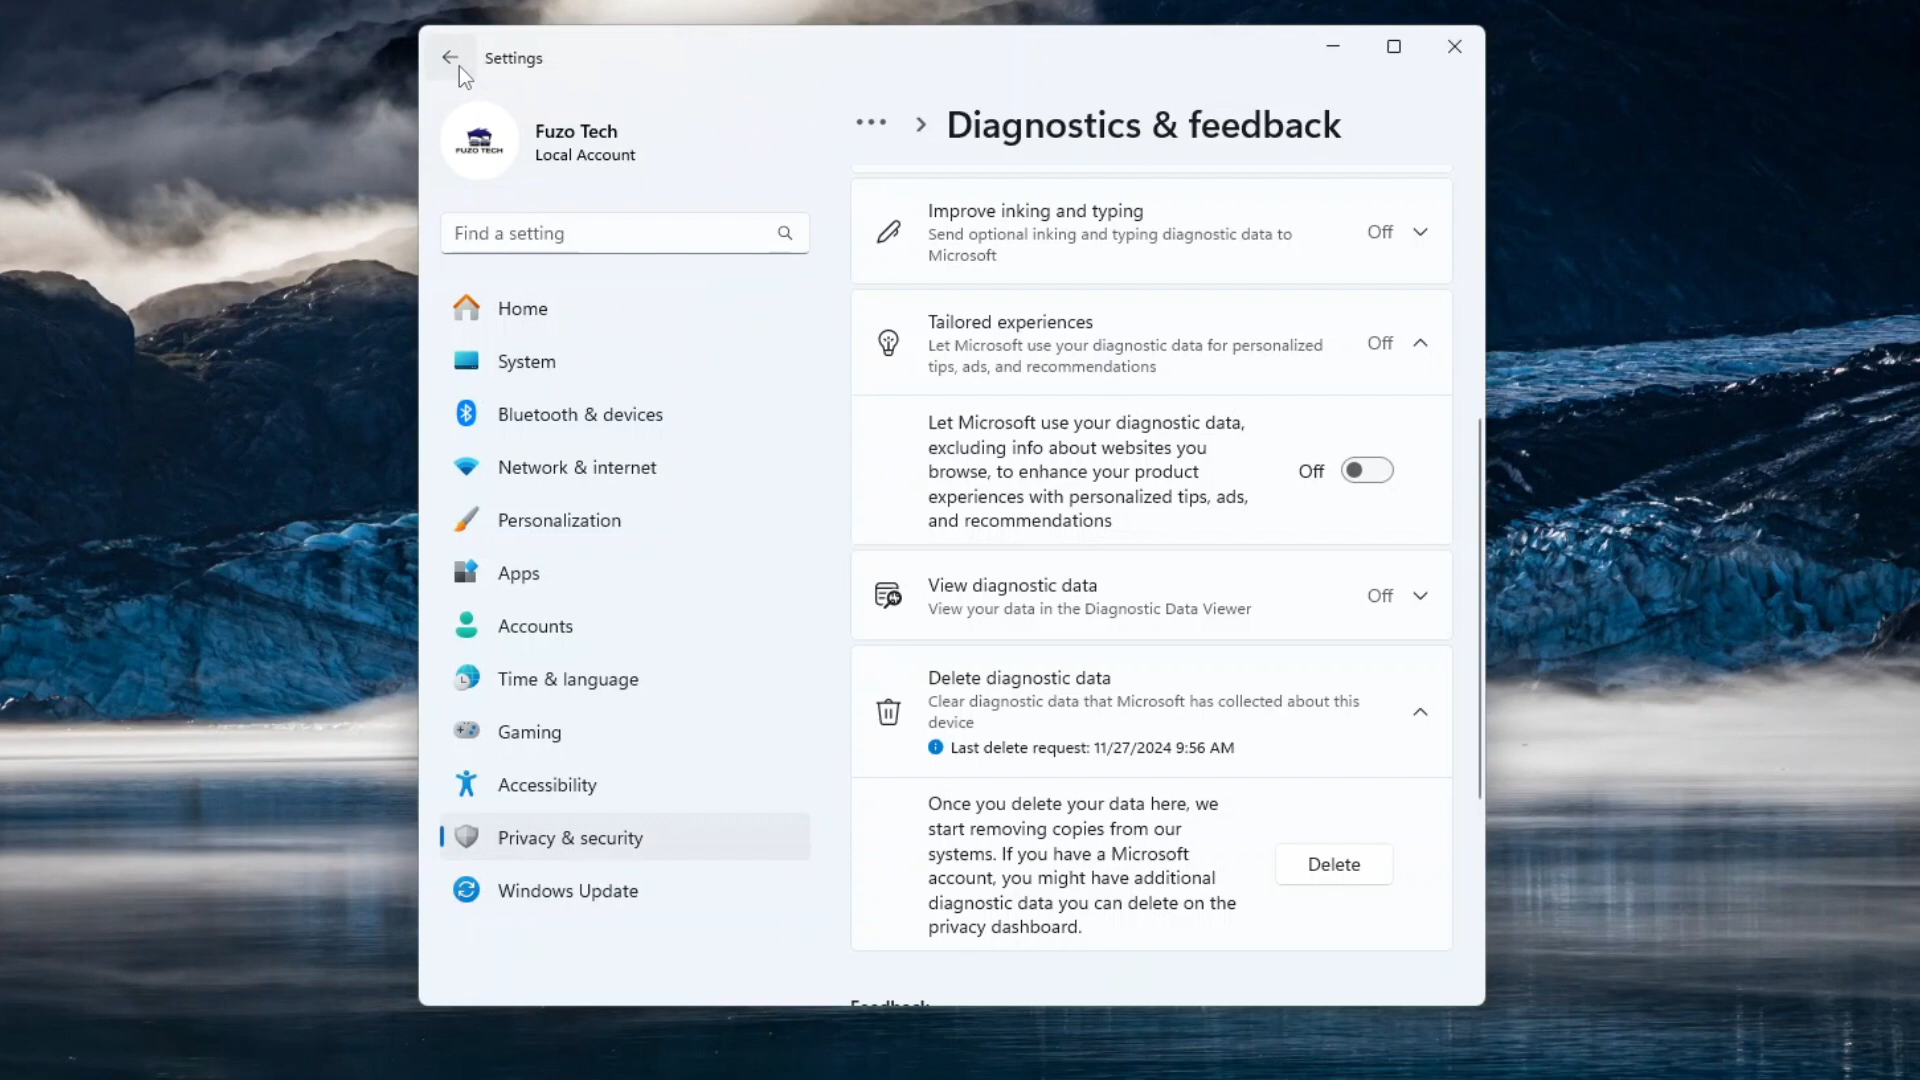 Settings
Fuzo Tech
Local Account
FUZO TECH
Find a setting
Home
System
Bluetooth & devices
Network & internet
Personalization
Apps
Accounts
Time & language
Gaming
Accessibility
Privacy & security
Windows Update
Diagnostics & feedback
Improve inking and typing
Send optional inking and typing diagnostic data to
Microsoft
Off
Tailored experiences
Let Microsoft use your diagnostic data for personalized
tips, ads, and recommendations
Off
Let Microsoft use your diagnostic data,
excluding info about websites you
browse, to enhance your product
experiences with personalized tips, ads,
and recommendations
Off
View diagnostic data
View your data in the Diagnostic Data Viewer
Off
Delete diagnostic data
Clear diagnostic data that Microsoft has collected about this
device
Last delete request: 11/27/2024 9:56 AM
Once you delete your data here, we
start removing copies from our
systems. If you have a Microsoft
account, you might have additional
diagnostic data you can delete on the
privacy dashboard.
Delete
Feedback